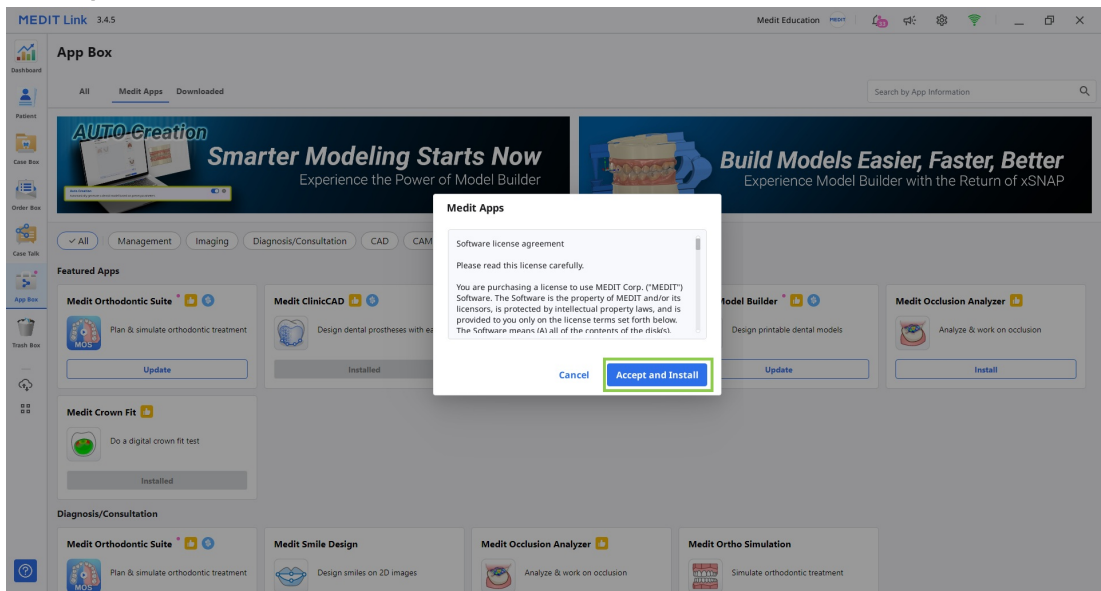 MEDIT Link 3.4.5
Medit Education MEDIT
Dashboard
Patient
Case Box
Order Box
Case Talk
App Box
Trash Box
App Box
All Medit Apps Downloaded
Search by App Information
AUTO-Creation
Smarter Modeling Starts Now
Experience the Power of Model Builder
Build Models Easier, Faster, Better
Experience Model Builder with the Return of xSNAP
All Management Imaging Diagnosis/Consultation CAD CAM
Medit Apps
Software license agreement
Please read this license carefully.
You are purchasing a license to use MEDIT Corp. ("MEDIT")
Software. The Software is the property of MEDIT and/or its
licensors, is protected by intellectual property laws, and is
provided to you only on the license terms set forth below.
The Software means (A) all of the contents of the disk(s),
Cancel Accept and Install
Featured Apps
Medit Orthodontic Suite
Plan & simulate orthodontic treatment
MOS
Update
Medit ClinicCAD
Design dental prostheses with ea
Installed
Model Builder
Design printable dental models
Update
Medit Occlusion Analyzer
Analyze & work on occlusion
Install
Medit Crown Fit
Do a digital crown fit test
Installed
Diagnosis/Consultation
Medit Orthodontic Suite
Plan & simulate orthodontic treatment
MOS
Medit Smile Design
Design smiles on 2D images
Medit Occlusion Analyzer
Analyze & work on occlusion
Medit Ortho Simulation
Simulate orthodontic treatment